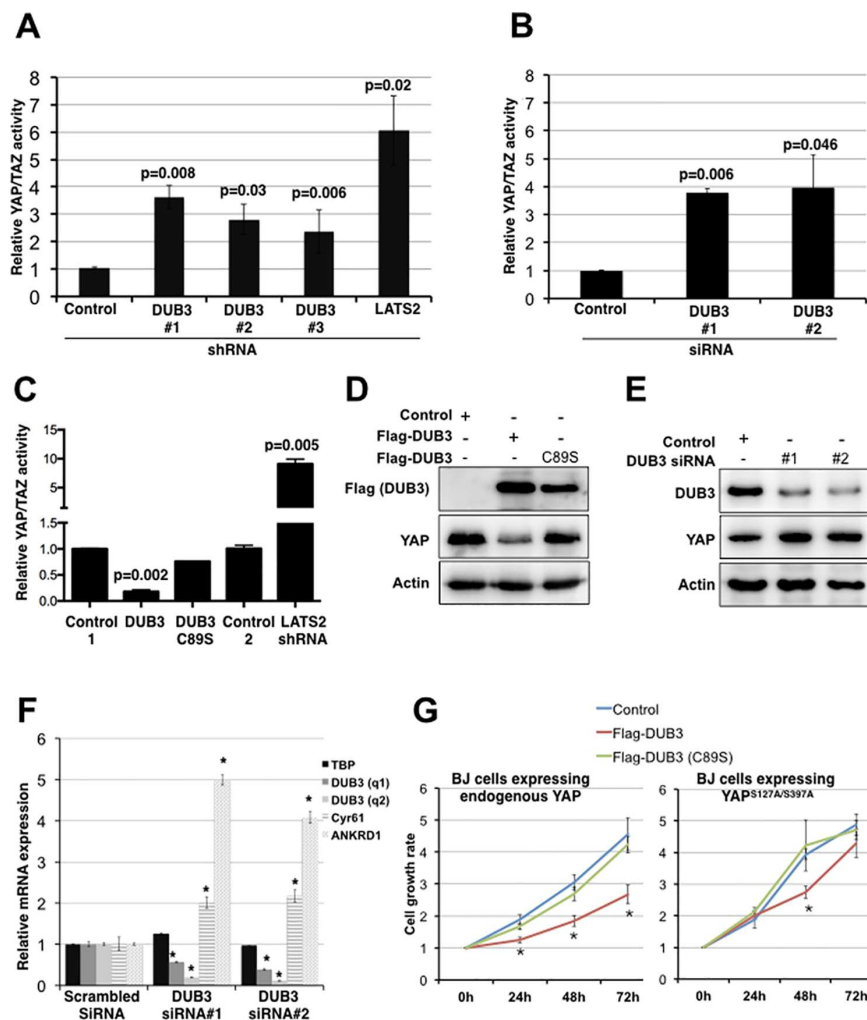 A
Relative YAP/TAZ activity
8
7
6
5
4
3
2
1
0
p=0.008
p=0.03
p=0.006
p=0.02
Control DUB3 DUB3 DUB3 LATS2
#1 #2 #3
shRNA
B
Relative YAP/TAZ activity
8
7
6
5
4
3
2
1
0
p=0.006
p=0.046
Control DUB3 DUB3
#1 #2
siRNA
C
Relative YAP/TAZ activity
15
10
5
1.5
1.0
0.5
0.0
p=0.002
p=0.005
Control DUB3 DUB3 Control LATS2
1 C89S 2 shRNA
D
Control + - -
Flag-DUB3 - + -
Flag-DUB3 - - C89S
Flag (DUB3)
YAP
Actin
E
Control + - -
DUB3 siRNA - #1 #2
DUB3
YAP
Actin
F
Relative mRNA expression
6
5
4
3
2
1
0
* * * *
* * * *
TBP
DUB3 (q1)
DUB3 (q2)
Cyr61
ANKRD1
Scrambled DUB3 DUB3
SiRNA siRNA#1 siRNA#2
G
Control
Flag-DUB3
Flag-DUB3 (C89S)
BJ cells expressing
endogenous YAP
Cell growth rate
6
5
4
3
2
1
0
* * *
0h 24h 48h 72h
BJ cells expressing
YAPS127A/S397A
6
5
4
3
2
1
0
*
0h 24h 48h 72h